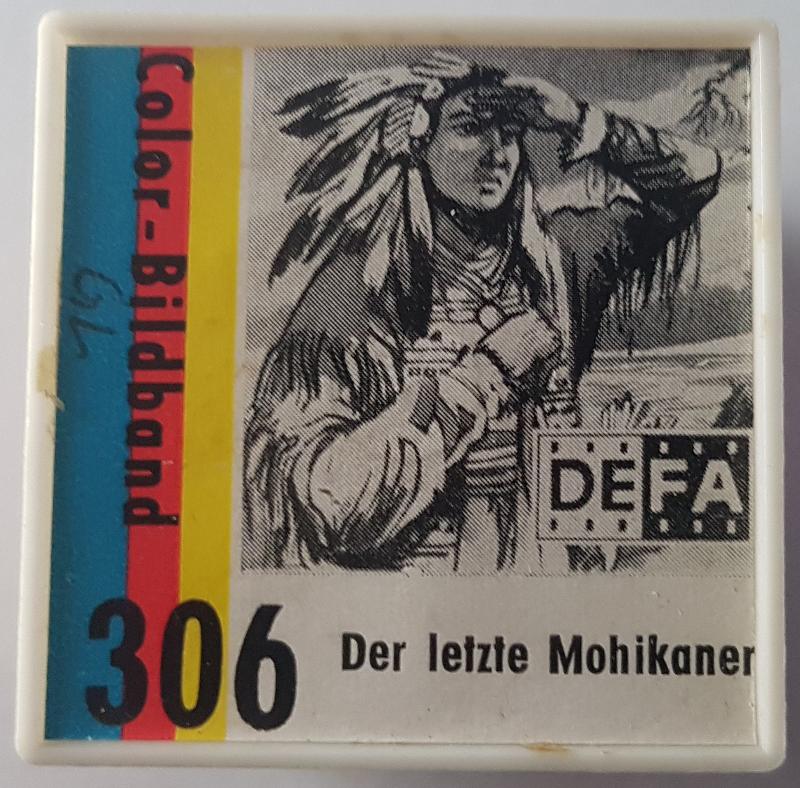 Color-Bildband
DEFA
306
Der letzte Mohikaner